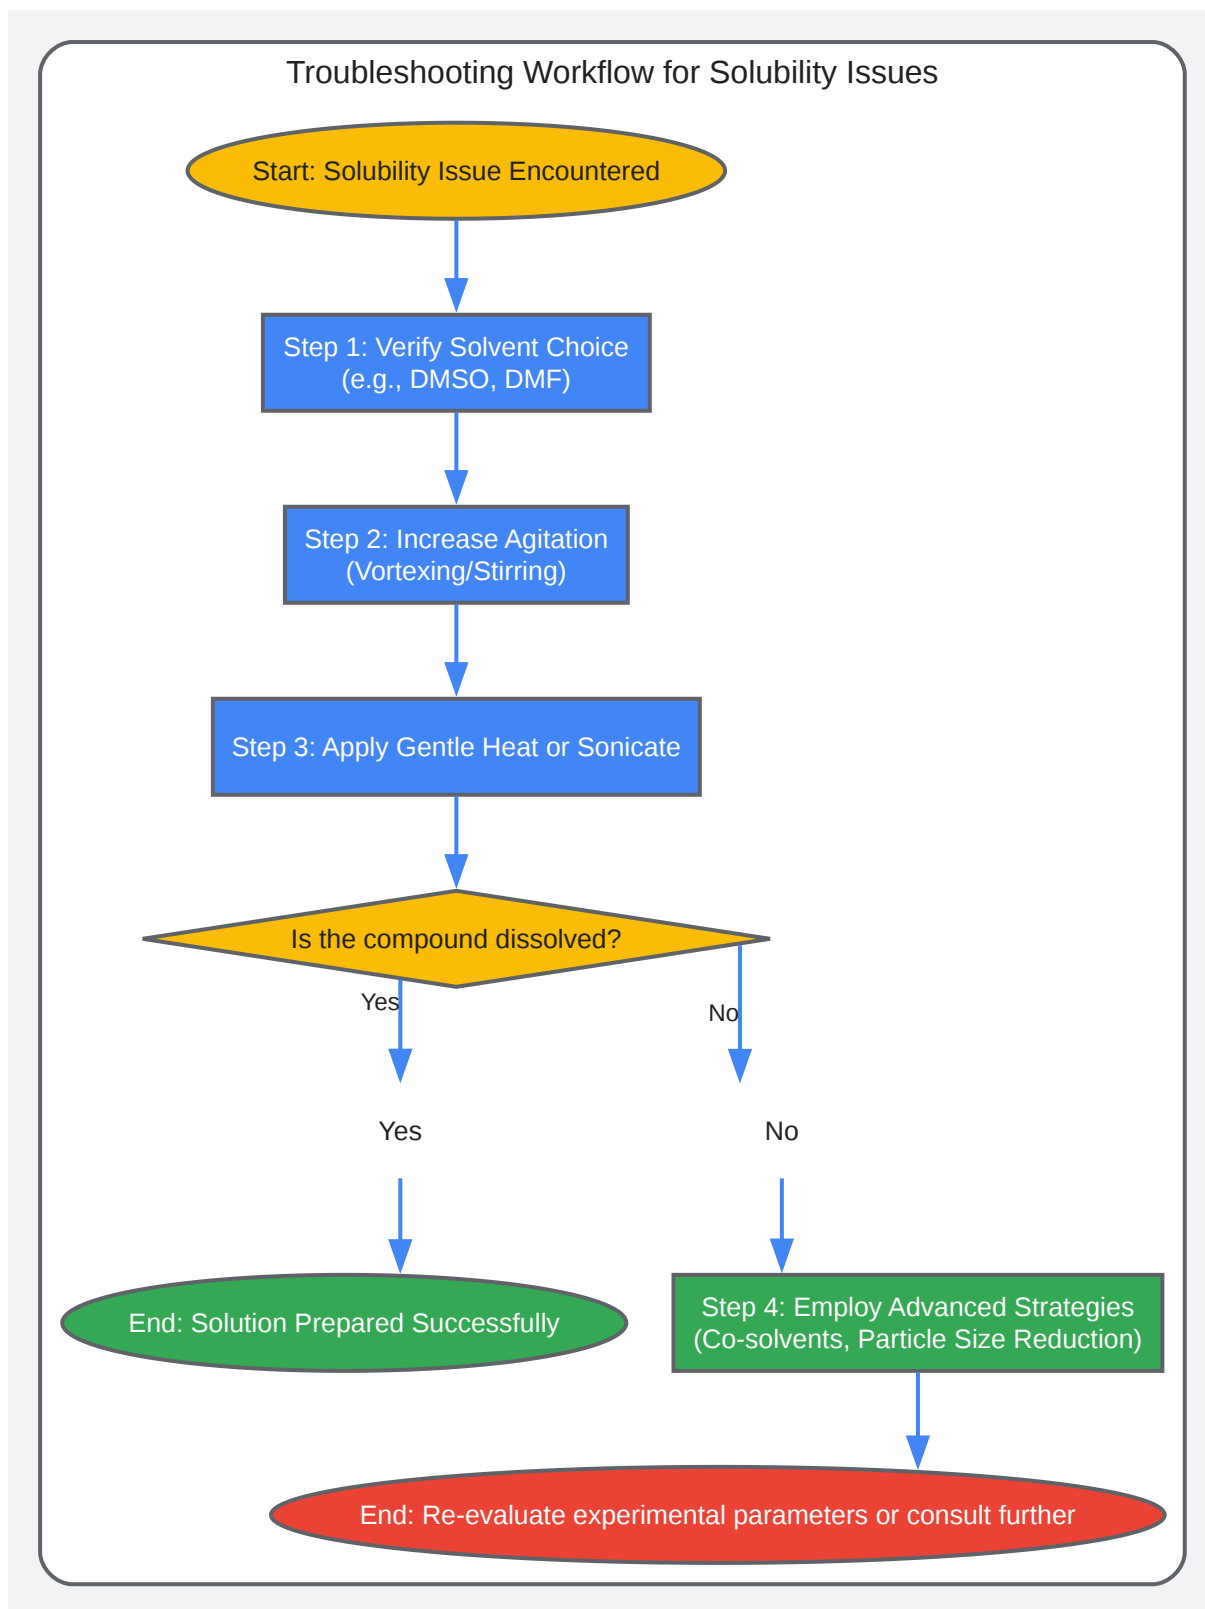 Troubleshooting Workflow for Solubility Issues
Start: Solubility Issue Encountered
Step 1: Verify Solvent Choice
(e.g., DMSO, DMF)
Step 2: Increase Agitation
(Vortexing/Stirring)
Step 3: Apply Gentle Heat or Sonicate
Is the compound dissolved?
Yes
No
Yes
No
End: Solution Prepared Successfully
Step 4: Employ Advanced Strategies
(Co-solvents, Particle Size Reduction)
End: Re-evaluate experimental parameters or consult further